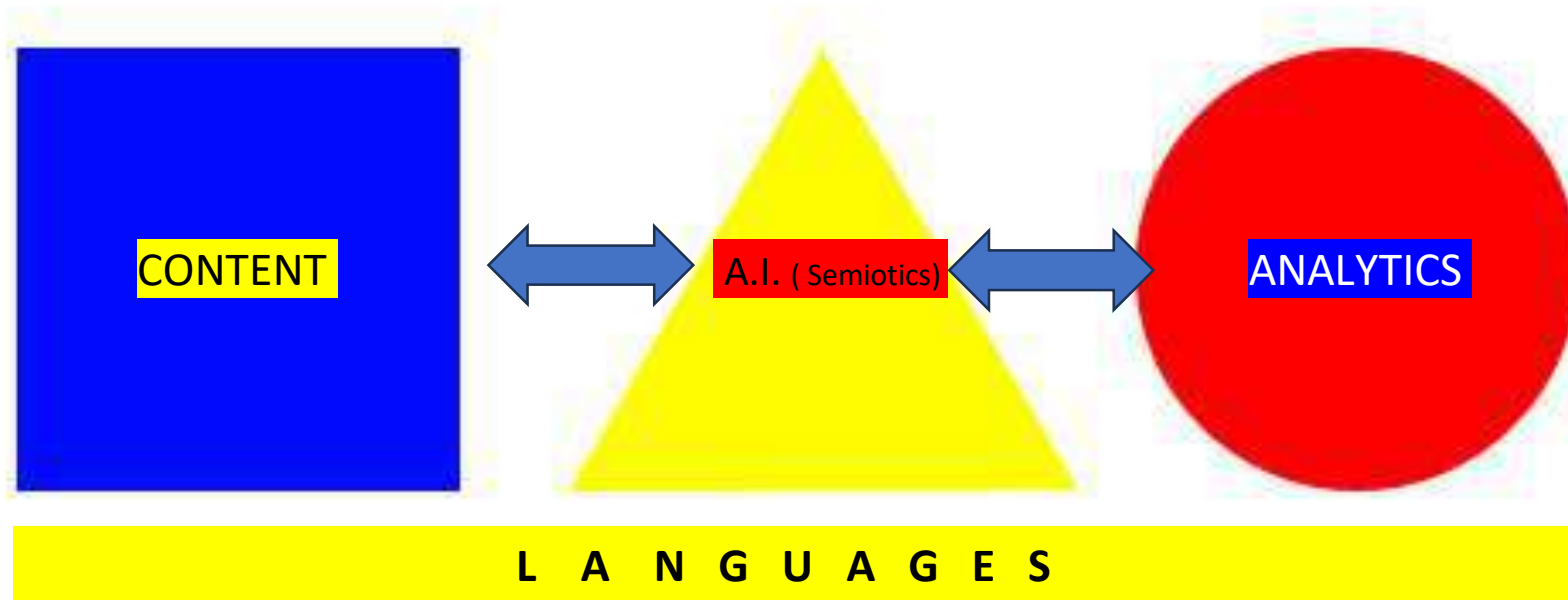 CONTENT
A.I. ( Semiotics)
ANALYTICS
L A N G U A G E S